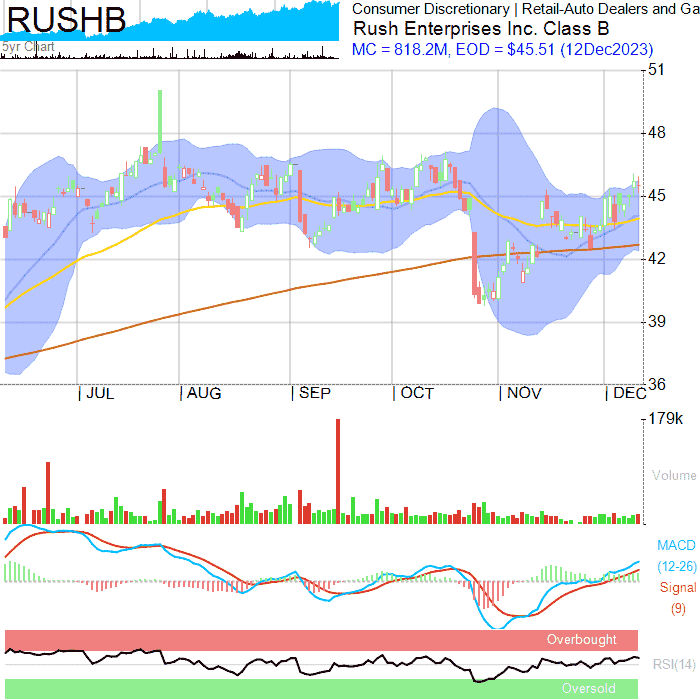 RUSHB
5yr Chart
Consumer Discretionary | Retail-Auto Dealers and Ga
Rush Enterprises Inc. Class B
MC = 818.2M, EOD = $45.51 (12Dec2023)
51
48
45
42
39
36
JUL
AUG
SEP
OCT
NOV
DEC
179k
Volume
MACD
(12-26)
Signal
(9)
Overbought
RSI(14)
Oversold